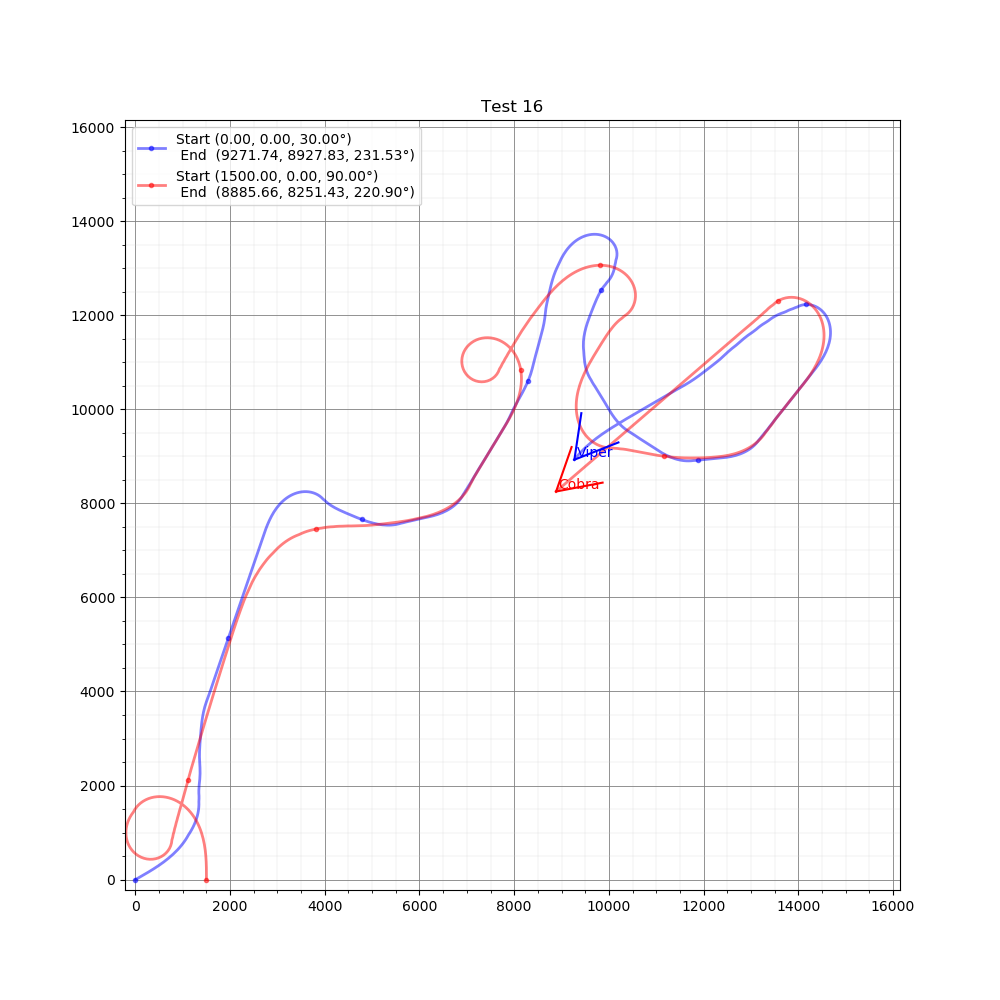 Test 16
Start (0.00, 0.00, 30.00°)
End (9271.74, 8927.83, 231.53°)
Start (1500.00, 0.00, 90.00°)
End (8885.66, 8251.43, 220.90°)
16000
14000
12000
10000
8000
6000
4000
2000
0
Viper
Cobra
0 2000 4000 6000 8000 10000 12000 14000 16000